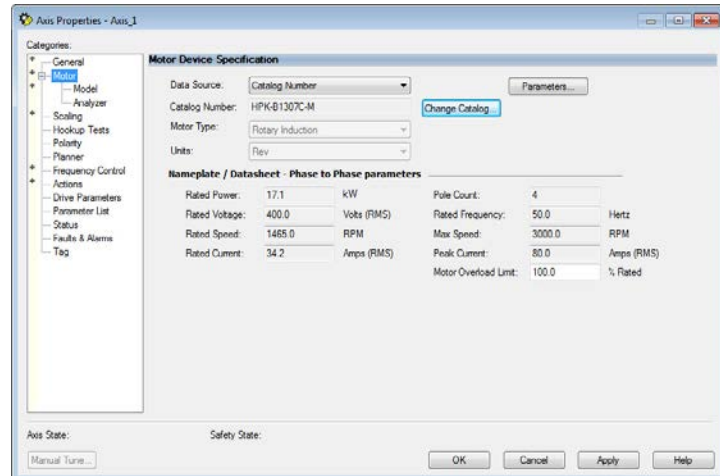 Axis Properties - Axis_1
Categories:
General
Motor
Model
Analyzer
Scaling
Hookup Tests
Polarity
Planner
Frequency Control
Actions
Drive Parameters
Parameter List
Status
Faults & Alarms
Tag
Motor Device Specification
Data Source: Catalog Number Parameters...
Catalog Number: HPK-B1307C-M Change Catalog...
Motor Type: Rotary Induction
Units: Rev
Nameplate / Datasheet - Phase to Phase parameters
Rated Power: 17.1 kW Pole Count: 4
Rated Voltage: 400.0 Volts (RMS) Rated Frequency: 50.0 Hertz
Rated Speed: 1465.0 RPM Max Speed: 3000.0 RPM
Rated Current: 34.2 Amps (RMS) Peak Current: 80.0 Amps (RMS)
Motor Overload Limit: 100.0 % Rated
Axis State: Safety State:
Manual Tune... OK Cancel Apply Help